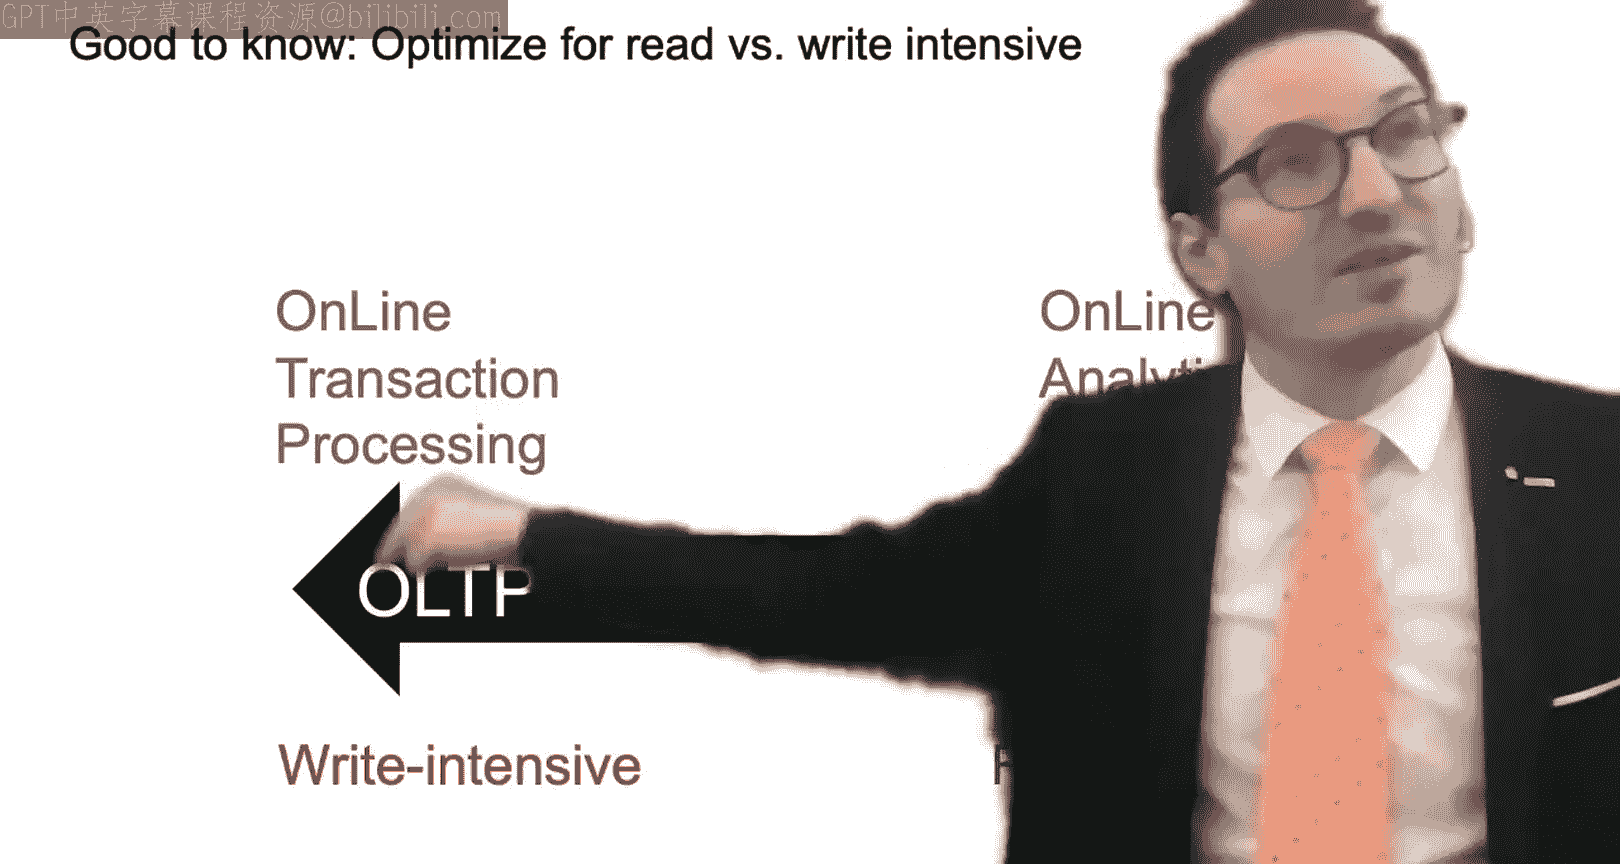 GPT中英字幕课程资源@bilibili.com
Good to know: Optimize for read vs. write intensive
OnLine
Transaction
Processing
OnLine
OLTP
Write-intensive